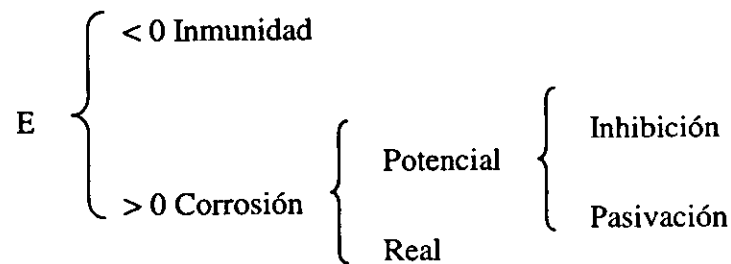 < 0 Inmunidad
E
Inhibición
Potencial
> 0 Corrosión
Pasivación
Real